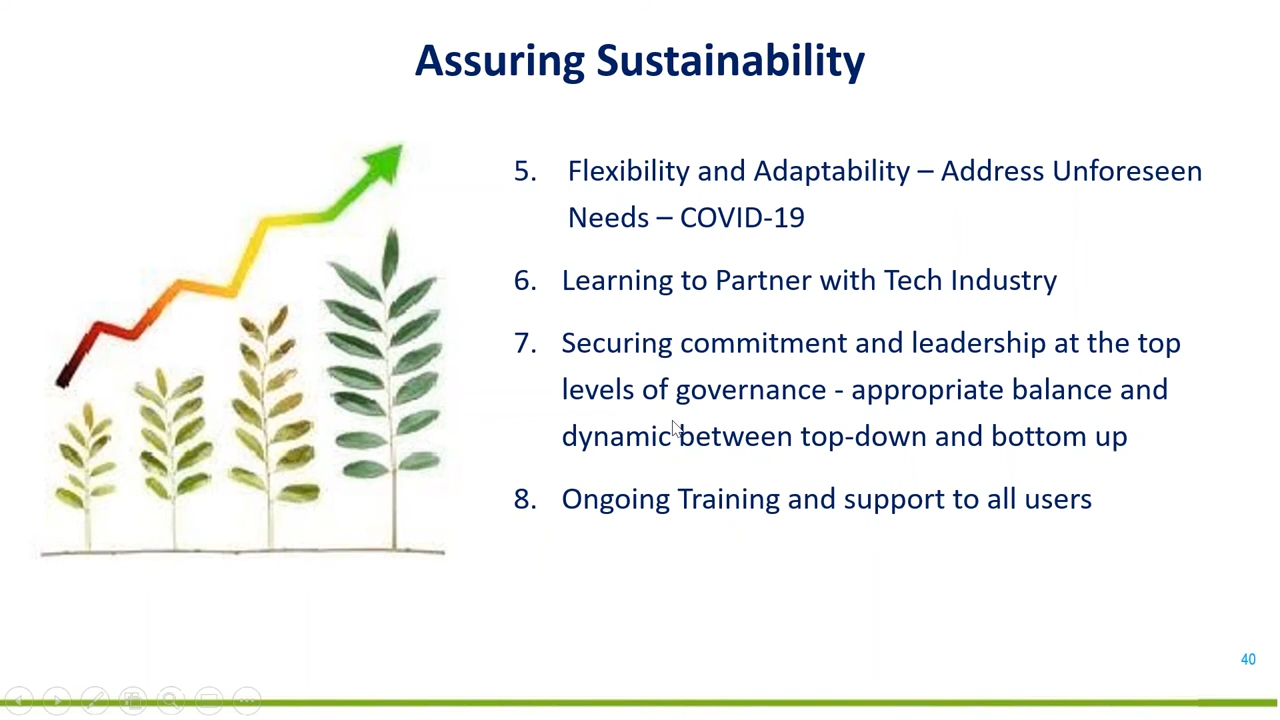 Assuring Sustainability
5. Flexibility and Adaptability – Address Unforeseen
Needs – COVID-19
6. Learning to Partner with Tech Industry
7. Securing commitment and leadership at the top
levels of governance - appropriate balance and
dynamic between top-down and bottom up
8. Ongoing Training and support to all users
40